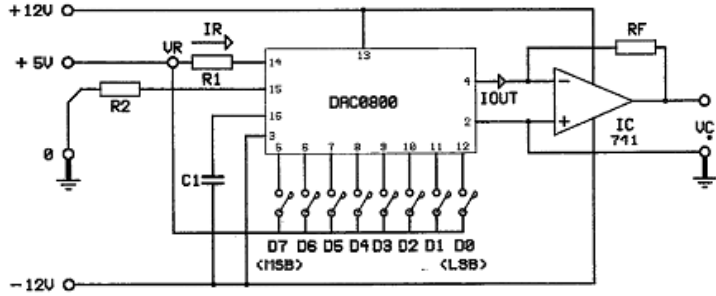 +12V
IR
RF
+5V
VR
14
13
R1
15
4
DAC0800
IOUT
R2
16
2
3
IC
741
VC
0
5 6 7 8 9 10 11 12
C1
D7 D6 D5 D4 D3 D2 D1 D0
(MSB) (LSB)
-12V